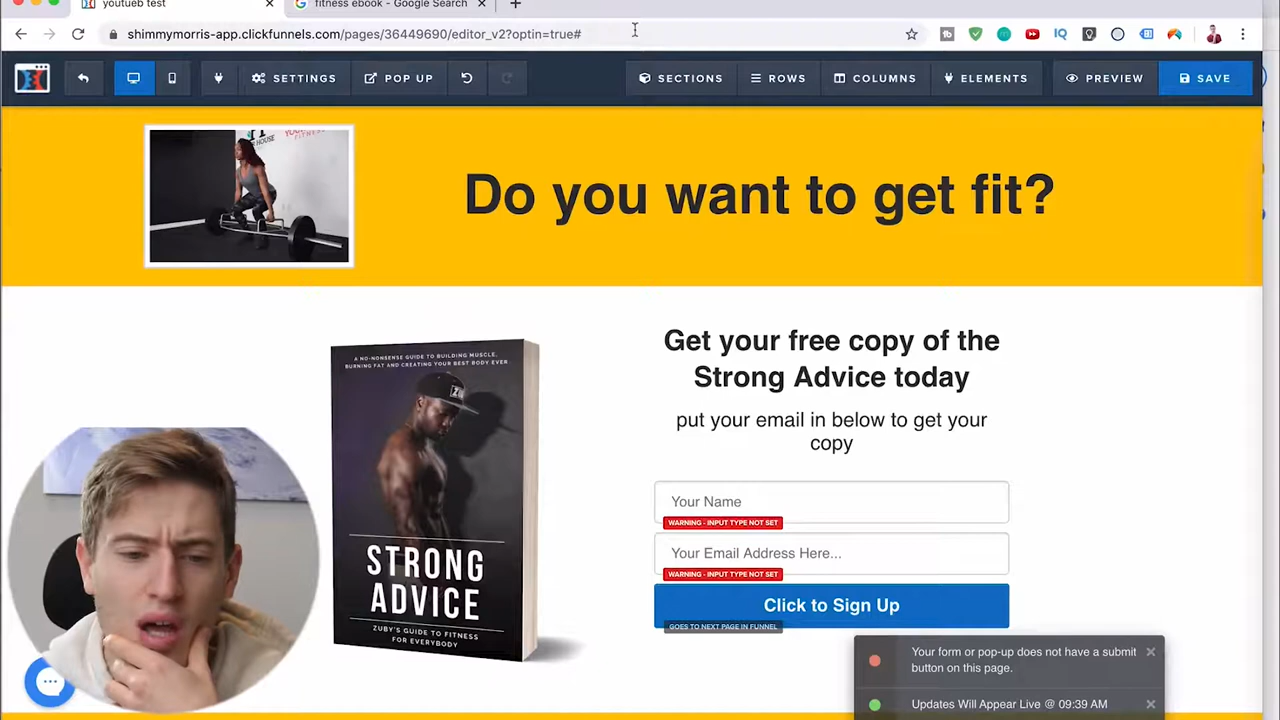 youtueb test
fitness ebook - Google Search
shimmymorris-app.clickfunnels.com/pages/36449690/editor_v2?optin=true#
SETTINGS
POP UP
SECTIONS
ROWS
COLUMNS
ELEMENTS
PREVIEW
SAVE
HOUSE
FITNESS
Do you want to get fit?
A NO-NONSENSE GUIDE TO BUILDING MUSCLE,
BURNING FAT AND CREATING YOUR BEST BODY EVER
STRONG
ADVICE
ZUBY'S GUIDE TO FITNESS
FOR EVERYBODY
Get your free copy of the
Strong Advice today
put your email in below to get your
copy
Your Name
WARNING - INPUT TYPE NOT SET
Your Email Address Here...
WARNING - INPUT TYPE NOT SET
Click to Sign Up
GOES TO NEXT PAGE IN FUNNEL
Your form or pop-up does not have a submit
button on this page.
Updates Will Appear Live @ 09:39 AM